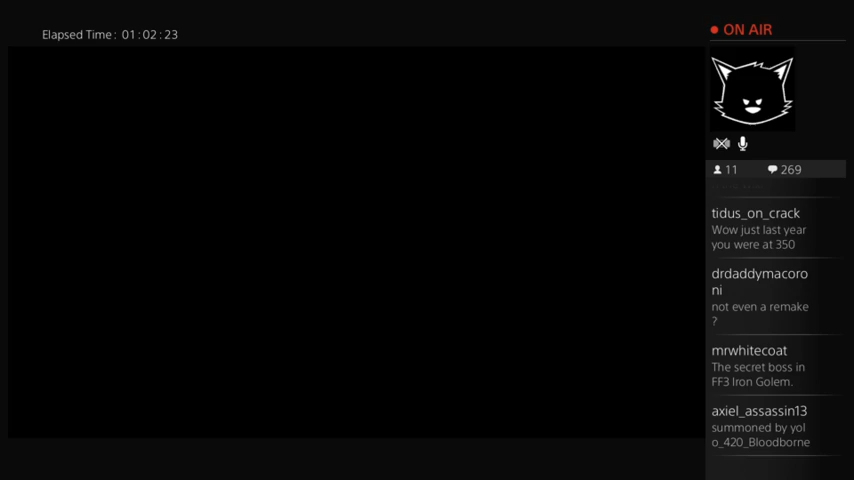 Elapsed Time: 01:02:23
ON AIR
11 269
tidus_on_crack
Wow just last year
you were at 350
drdaddymacoro
ni
not even a remake
?
mrwhitecoat
The secret boss in
FF3 Iron Golem.
axiel_assassin13
summoned by yol
o_420_Bloodborne